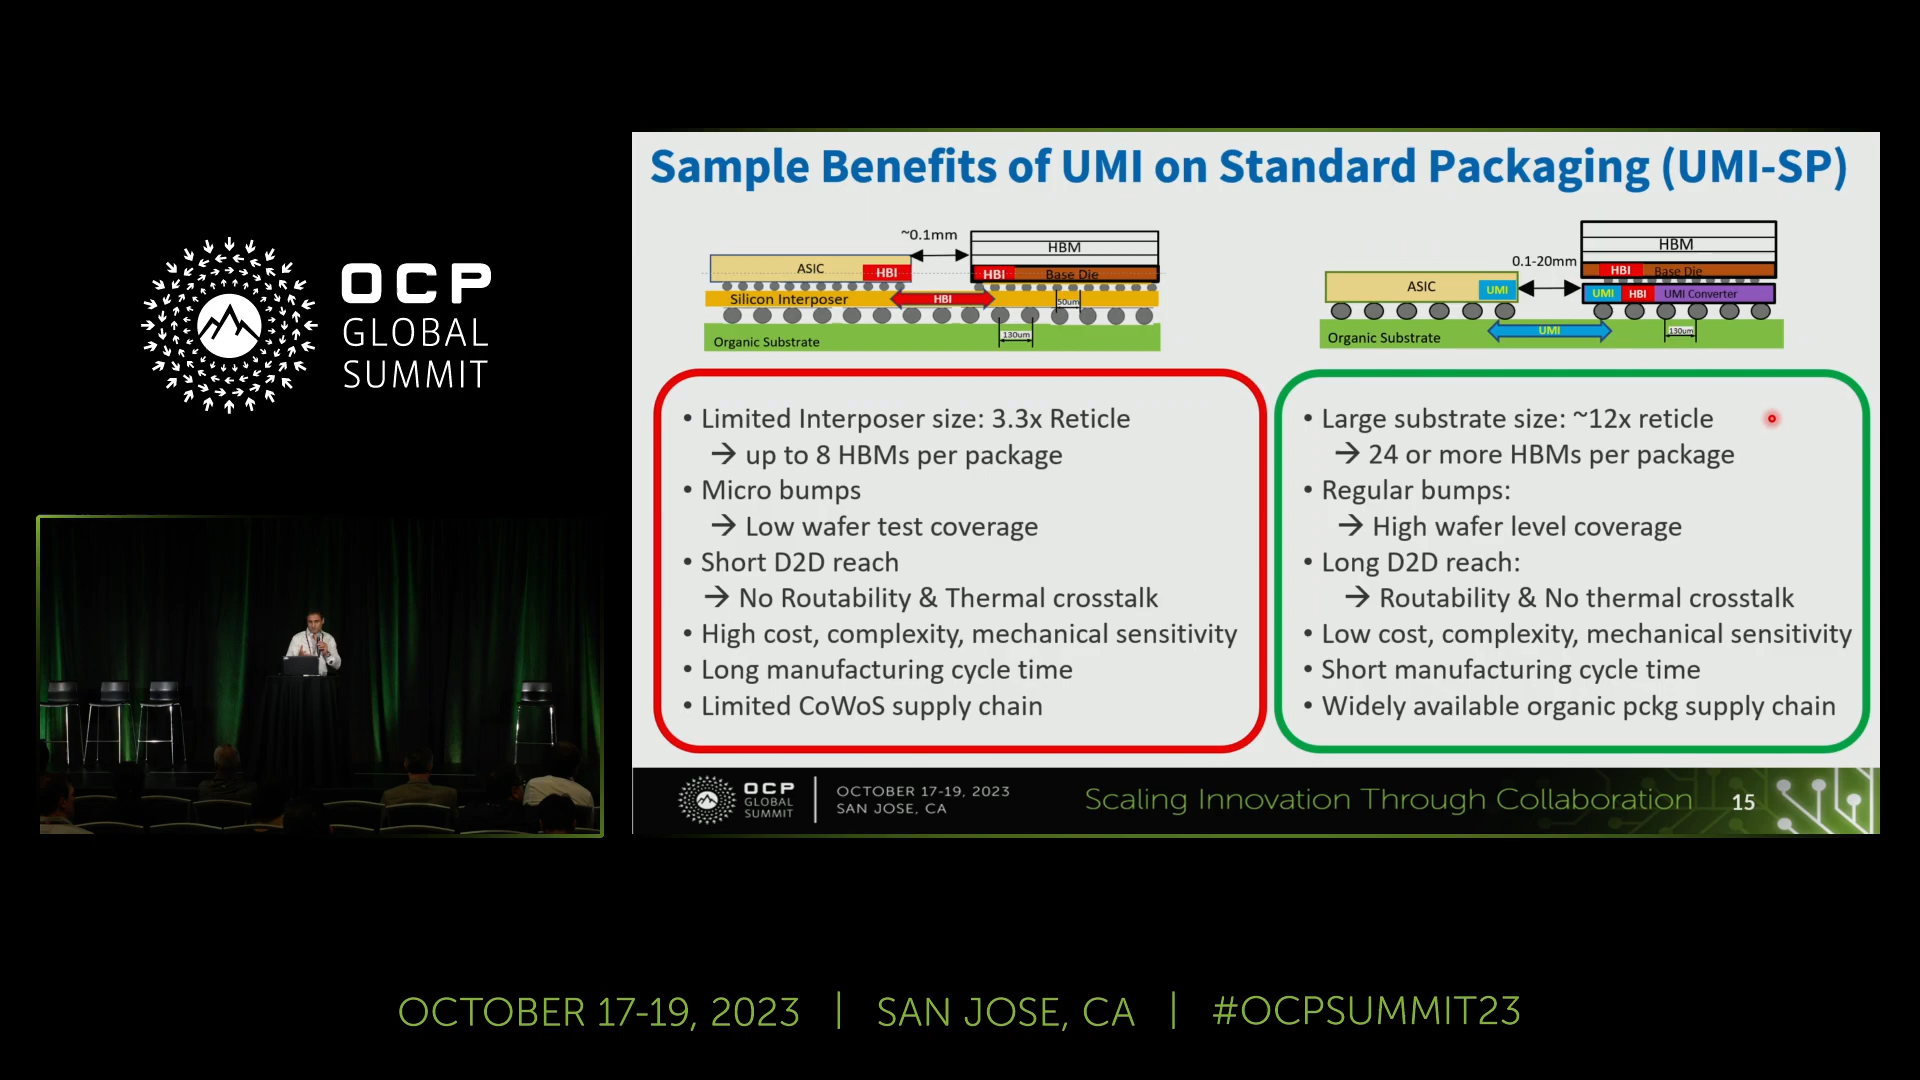 OCP
GLOBAL
SUMMIT
Sample Benefits of UMI on Standard Packaging (UMI-SP)
~0.1mm
HBM
ASIC
HBI
HBI
Base Die
Silicon Interposer
HBI
50um
130um
Organic Substrate
HBM
0.1-20mm
HBI
Base Die
ASIC
UMI
UMI
HBI
UMI Converter
UMI
130um
Organic Substrate
• Limited Interposer size: 3.3x Reticle
→ up to 8 HBMs per package
• Micro bumps
→ Low wafer test coverage
• Short D2D reach
→ No Routability & Thermal crosstalk
• High cost, complexity, mechanical sensitivity
• Long manufacturing cycle time
• Limited CoWoS supply chain
• Large substrate size: ~12x reticle
→ 24 or more HBMs per package
• Regular bumps:
→ High wafer level coverage
• Long D2D reach:
→ Routability & No thermal crosstalk
• Low cost, complexity, mechanical sensitivity
• Short manufacturing cycle time
• Widely available organic pckg supply chain
OCP
GLOBAL
SUMMIT
OCTOBER 17-19, 2023
SAN JOSE, CA
Scaling Innovation Through Collaboration
15
OCTOBER 17-19, 2023 | SAN JOSE, CA | #OCPSUMMIT23